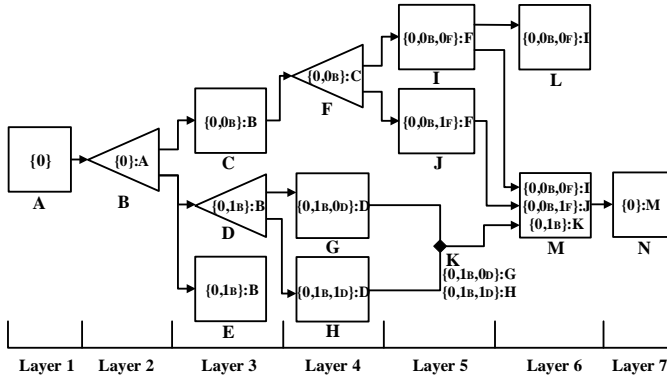 {0,0B,0F}:F
{0,0B,0F}:I
I
L
{0,0B}:C
F
{0,0B}:B
C
{0,0B,1F}:F
J
{0}
A
{0}:A
B
{0,1B}:B
D
{0,1B,0D}:D
G
{0,0B,0F}:I
{0,0B,1F}:J
{0,1B}:K
M
{0}:M
N
K
{0,1B,0D}:G
{0,1B,1D}:H
{0,1B}:B
E
{0,1B,1D}:D
H
Layer 1
Layer 2
Layer 3
Layer 4
Layer 5
Layer 6
Layer 7